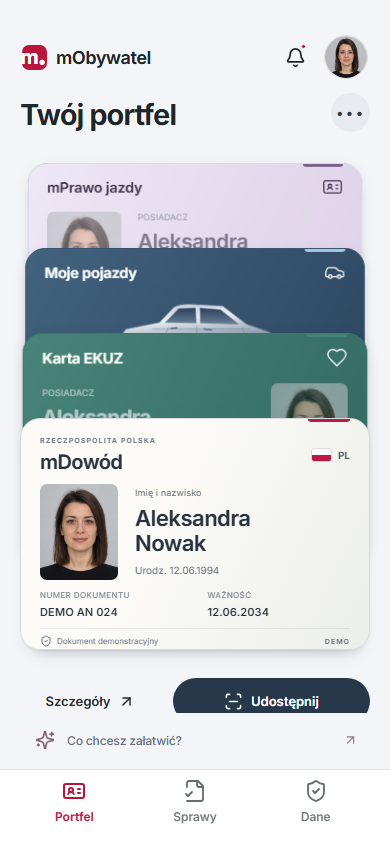 m. mObywatel
Twój portfel
mPrawo jazdy
POSIADACZ
Aleksandra
Moje pojazdy
Karta EKUZ
POSIADACZ
Aleksandra
RZECZPOSPOLITA POLSKA
mDowód
PL
Imię i nazwisko
Aleksandra
Nowak
Urodz. 12.06.1994
NUMER DOKUMENTU WAŻNOŚĆ
DEMO AN 024 12.06.2034
Dokument demonstracyjny DEMO
Szczegóły Udostępnij
Co chcesz załatwić?
Portfel Sprawy Dane